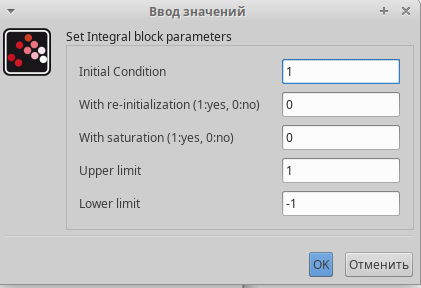 Ввод значений
Set Integral block parameters
Initial Condition 1
With re-initialization (1:yes, 0:no) 0
With saturation (1:yes, 0:no) 0
Upper limit 1
Lower limit -1
OK Отменить